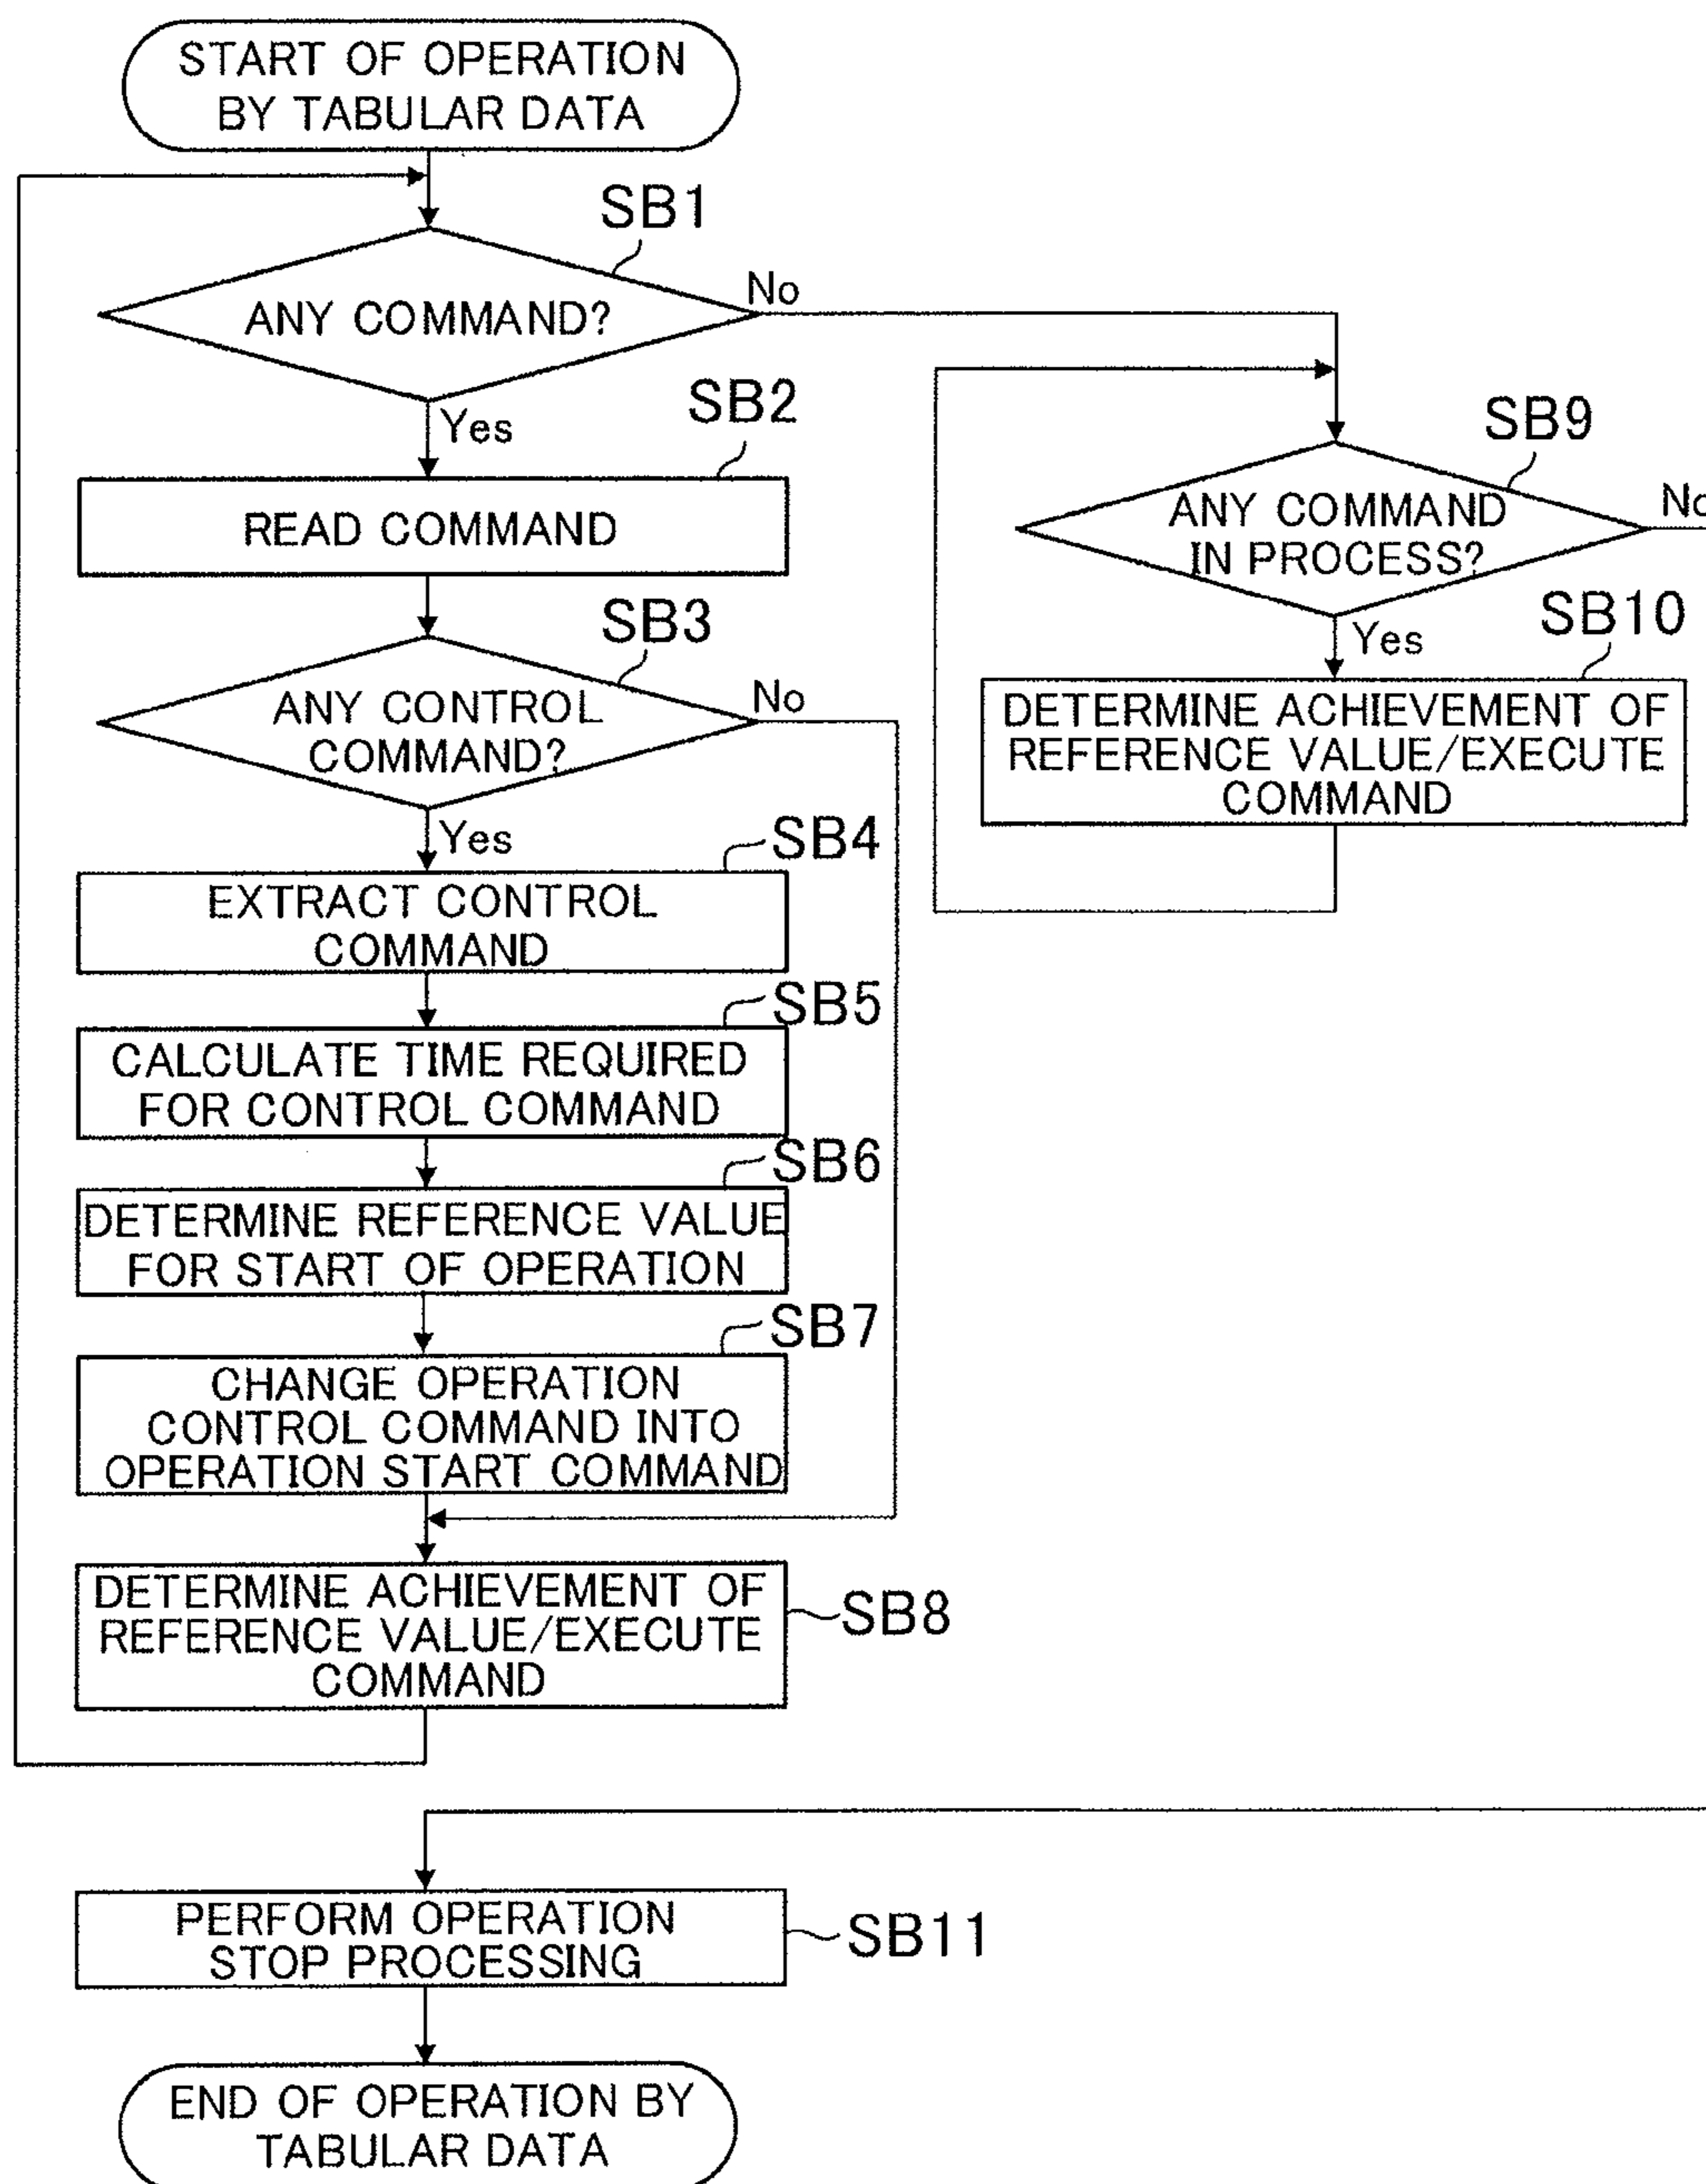 START OF OPERATION
BY TABULAR DATA
SB1
ANY COMMAND?
No
Yes
SB2
READ COMMAND
SB3
ANY CONTROL
COMMAND?
No
Yes
SB4
EXTRACT CONTROL
COMMAND
SB5
CALCULATE TIME REQUIRED
FOR CONTROL COMMAND
SB6
DETERMINE REFERENCE VALUE
FOR START OF OPERATION
SB7
CHANGE OPERATION
CONTROL COMMAND INTO
OPERATION START COMMAND
DETERMINE ACHIEVEMENT OF
REFERENCE VALUE/EXECUTE
COMMAND
SB8
SB9
ANY COMMAND
IN PROCESS?
No
Yes
SB10
DETERMINE ACHIEVEMENT OF
REFERENCE VALUE/EXECUTE
COMMAND
PERFORM OPERATION
STOP PROCESSING
SB11
END OF OPERATION BY
TABULAR DATA